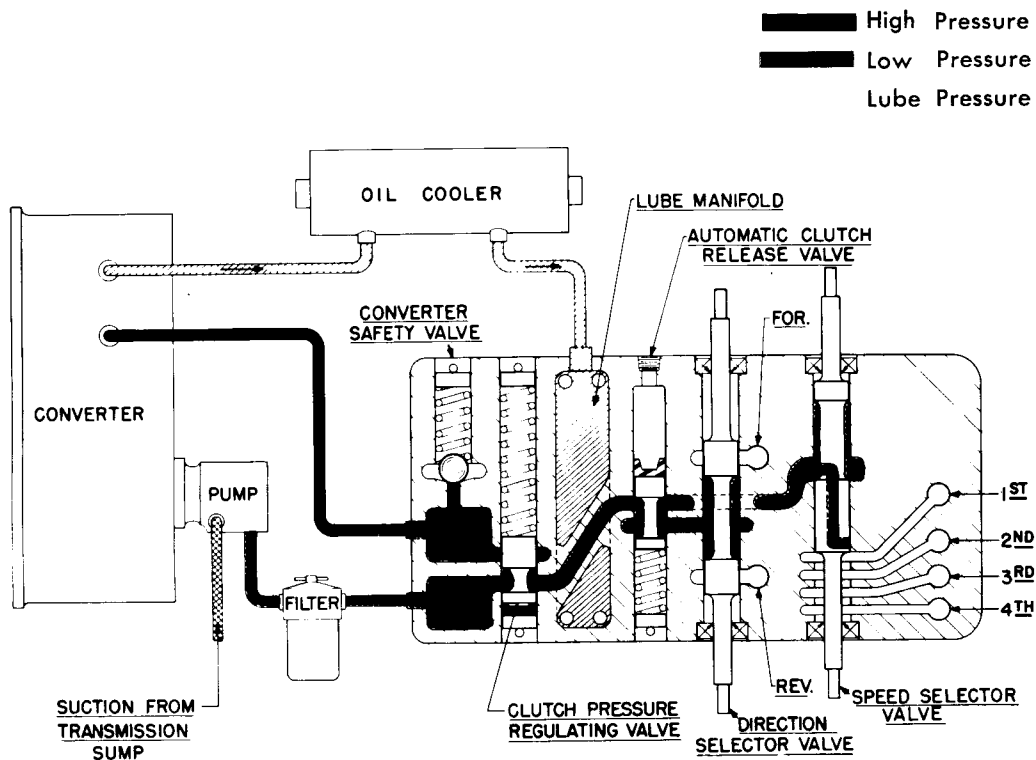 High Pressure
Low Pressure
Lube Pressure
OIL COOLER
LUBE MANIFOLD
AUTOMATIC CLUTCH
RELEASE VALVE
CONVERTER
SAFETY VALVE
FOR.
CONVERTER
PUMP
FILTER
1ST
2ND
3RD
4TH
SUCTION FROM
TRANSMISSION
SUMP
CLUTCH PRESSURE
REGULATING VALVE
REV.
DIRECTION
SELECTOR VALVE
SPEED SELECTOR
VALVE